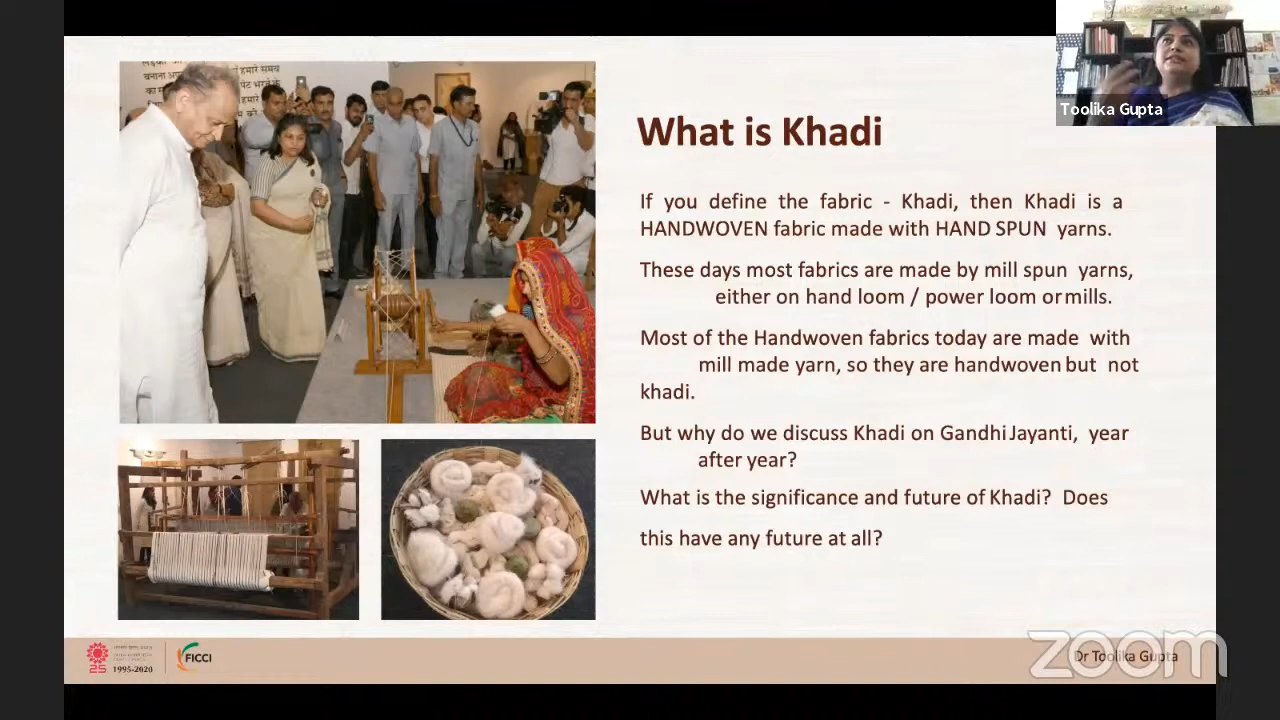 What is Khadi
If you define the fabric - Khadi, then Khadi is a
HANDWOVEN fabric made with HAND SPUN yarns.
These days most fabrics are made by mill spun yarns,
either on hand loom / power loom or mills.
Most of the Handwoven fabrics today are made with
mill made yarn, so they are handwoven but not
khadi.
But why do we discuss Khadi on Gandhi Jayanti, year
after year?
What is the significance and future of Khadi? Does
this have any future at all?
Toolika Gupta
हमारे समक्ष
बनाना
25
1995-2020
FICCI
Dr Toolika Gupta
zoom